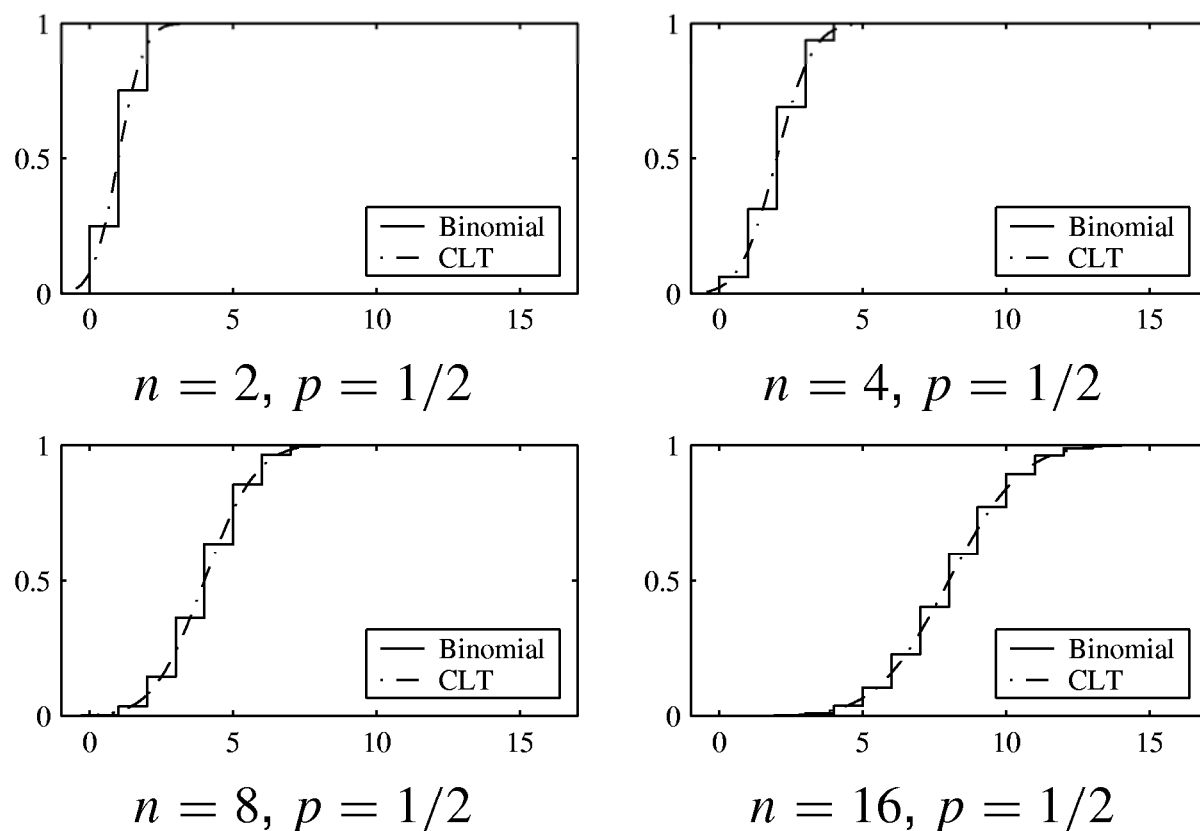 1
0.5
0
Binomial
CLT
0 5 10 15
n = 2, p = 1/2
1
0.5
0
Binomial
CLT
0 5 10 15
n = 4, p = 1/2
1
0.5
0
Binomial
CLT
0 5 10 15
n = 8, p = 1/2
1
0.5
0
Binomial
CLT
0 5 10 15
n = 16, p = 1/2